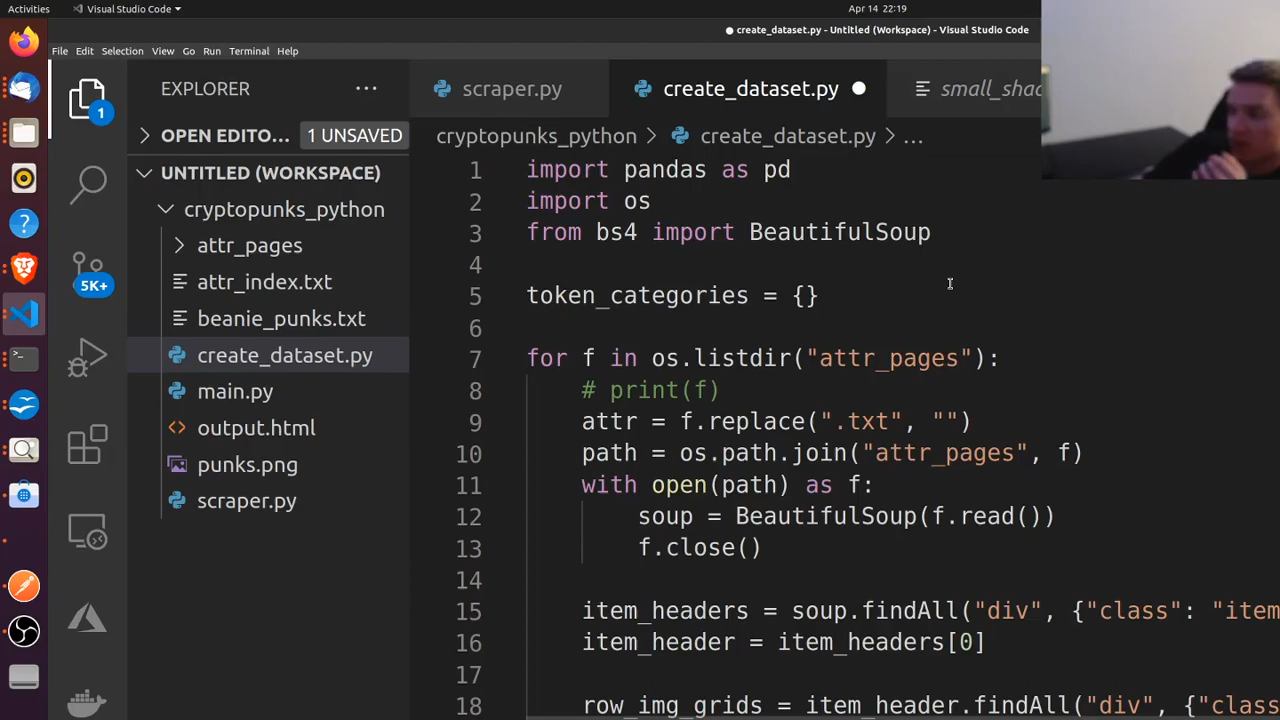 Activities
Visual Studio Code
Apr 14 22:19
create_dataset.py - Untitled (Workspace) - Visual Studio Code
File Edit Selection View Go Run Terminal Help
EXPLORER
scraper.py
create_dataset.py
small_shad
1
OPEN EDITO... 1 UNSAVED
cryptopunks_python > create_dataset.py > ...
UNTITLED (WORKSPACE)
cryptopunks_python
attr_pages
attr_index.txt
beanie_punks.txt
create_dataset.py
main.py
output.html
punks.png
scraper.py
5K+
1 import pandas as pd
2 import os
3 from bs4 import BeautifulSoup
4
5 token_categories = {}
6
7 for f in os.listdir("attr_pages"):
8 # print(f)
9 attr = f.replace(".txt", "")
10 path = os.path.join("attr_pages", f)
11 with open(path) as f:
12 soup = BeautifulSoup(f.read())
13 f.close()
14
15 item_headers = soup.findAll("div", {"class": "item
16 item_header = item_headers[0]
17
18 row_img_grids = item_header.findAll("div", {"class